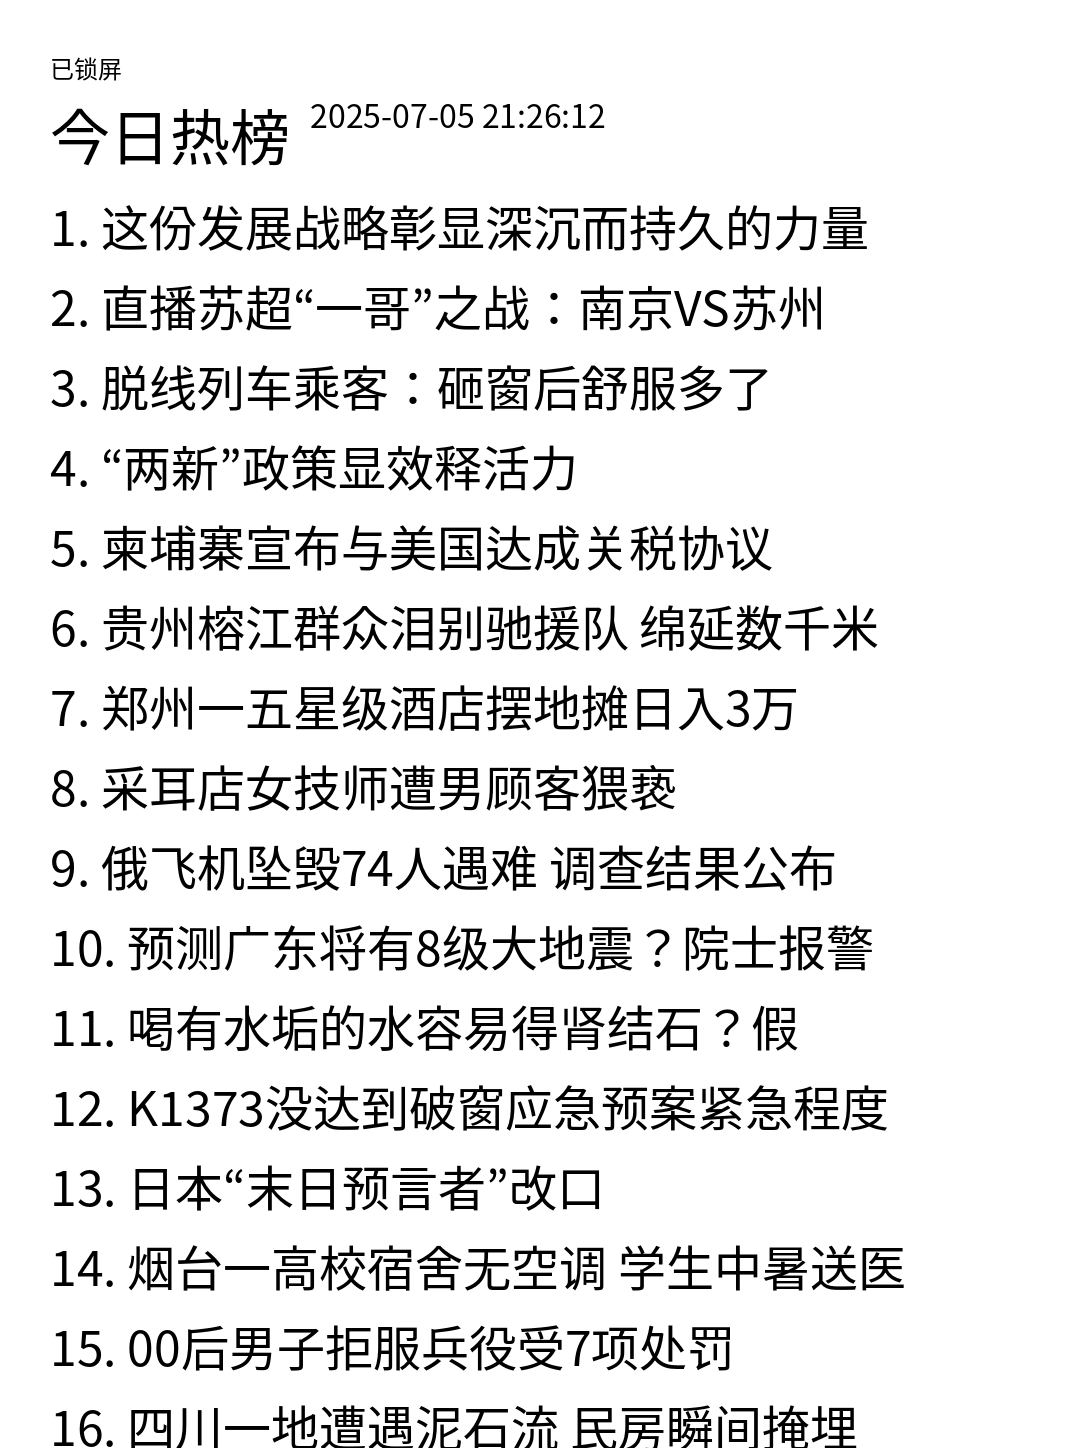 已锁屏
今日热榜 2025-07-05 21:26:12
1. 这份发展战略彰显深沉而持久的力量
2. 直播苏超“一哥”之战：南京VS苏州
3. 脱线列车乘客：砸窗后舒服多了
4. “两新”政策显效释活力
5. 柬埔寨宣布与美国达成关税协议
6. 贵州榕江群众泪别驰援队 绵延数千米
7. 郑州一五星级酒店摆地摊日入3万
8. 采耳店女技师遭男顾客猥亵
9. 俄飞机坠毁74人遇难 调查结果公布
10. 预测广东将有8级大地震？院士报警
11. 喝有水垢的水容易得肾结石？假
12. K1373没达到破窗应急预案紧急程度
13. 日本“末日预言者”改口
14. 烟台一高校宿舍无空调 学生中暑送医
15. 00后男子拒服兵役受7项处罚
16. 四川一地遭遇泥石流 民房瞬间掩埋